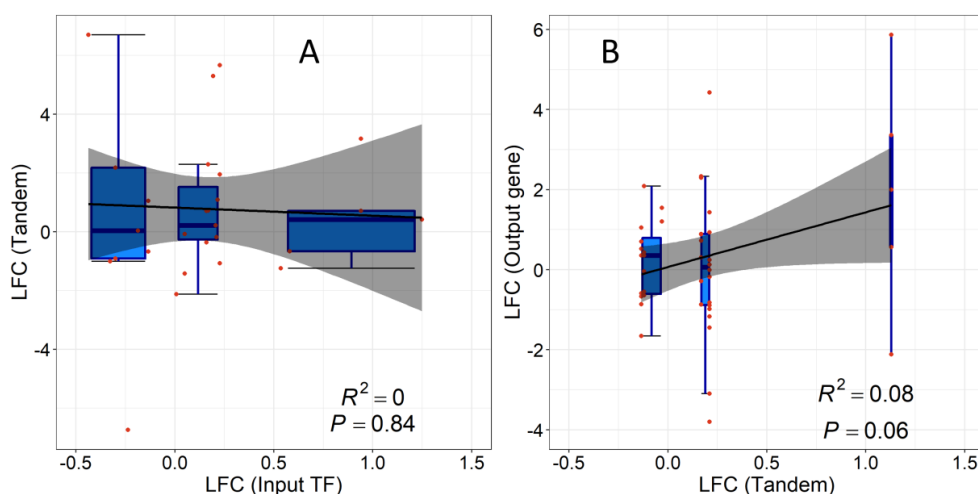 A
LFC (Tandem)
4
0
-4
R² = 0
P = 0.84
-0.5
0.0
0.5
1.0
1.5
LFC (Input TF)
B
LFC (Output gene)
6
4
2
0
-2
-4
R² = 0.08
P = 0.06
-0.5
0.0
0.5
1.0
1.5
LFC (Tandem)